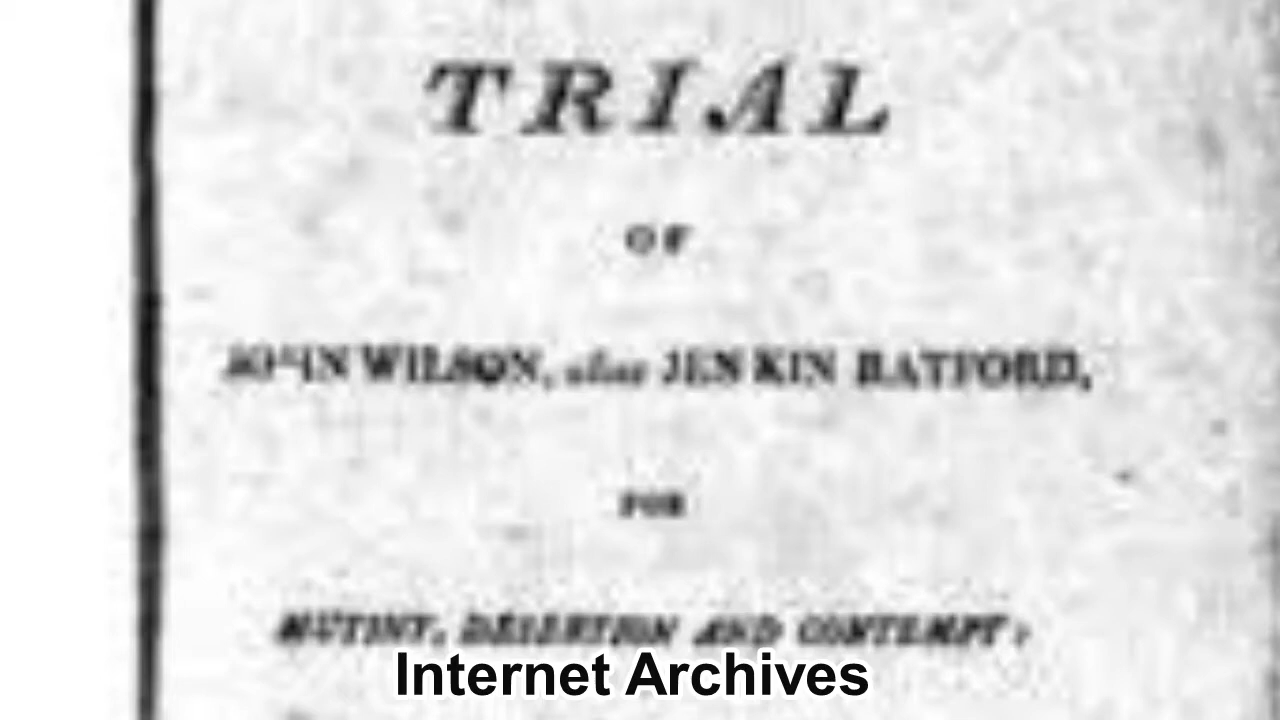 TRIAL
OF
JOHN WILSON, alias JENKIN RATFORD,
FOR
MUTINY, DESERTION AND CONTEMPT:
Internet Archives